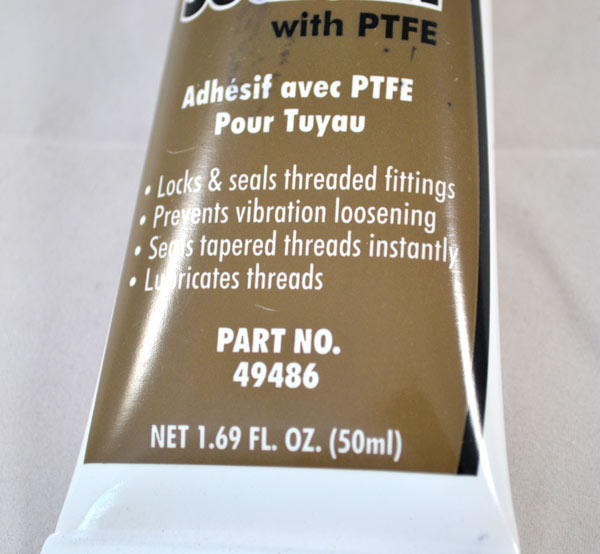 with PTFE
Adhésif avec PTFE
Pour Tuyau
• Locks & seals threaded fittings
• Prevents vibration loosening
• Seals tapered threads instantly
• Lubricates threads
PART NO.
49486
NET 1.69 FL. OZ. (50ml)